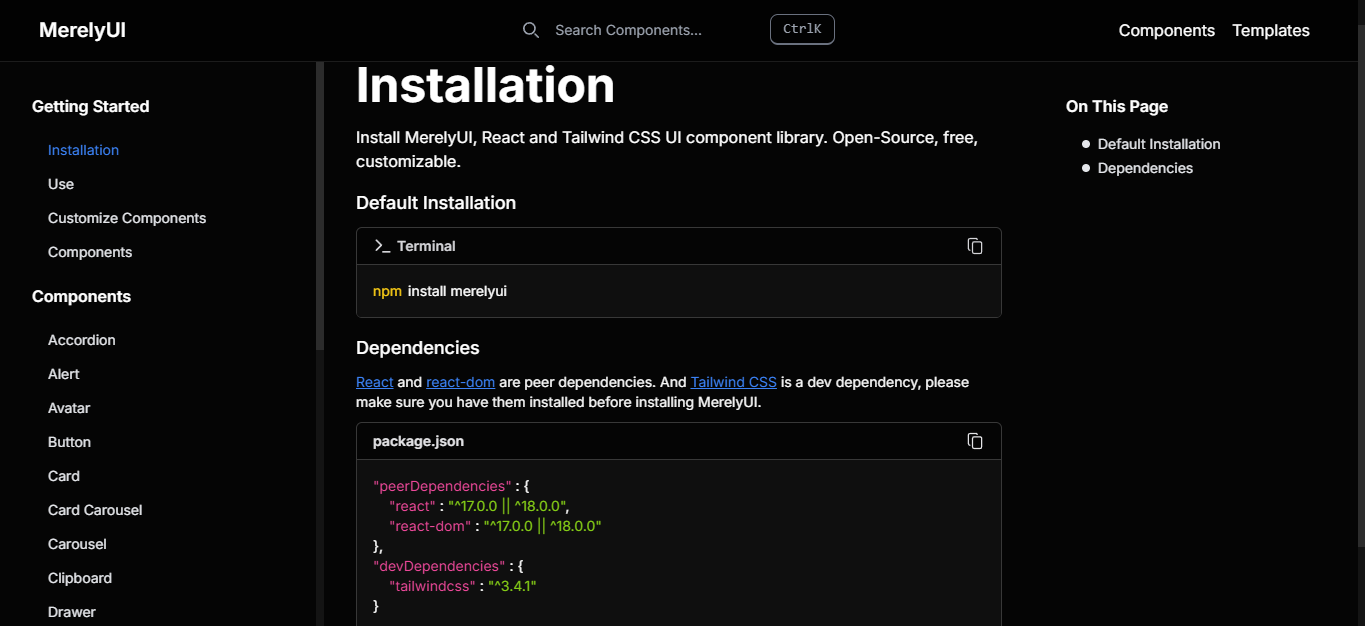 MerelyUI
Search Components...
CtrlK
Components
Templates
Getting Started
Installation
Use
Customize Components
Components
Components
Accordion
Alert
Avatar
Button
Card
Card Carousel
Carousel
Clipboard
Drawer
Installation
Install MerelyUI, React and Tailwind CSS UI component library. Open-Source, free,
customizable.
Default Installation
>_ Terminal
npm install merelyui
Dependencies
React and react-dom are peer dependencies. And Tailwind CSS is a dev dependency, please
make sure you have them installed before installing MerelyUI.
package.json
"peerDependencies" : {
"react" : "^17.0.0 || ^18.0.0",
"react-dom" : "^17.0.0 || ^18.0.0"
},
"devDependencies" : {
"tailwindcss" : "^3.4.1"
}
On This Page
Default Installation
Dependencies